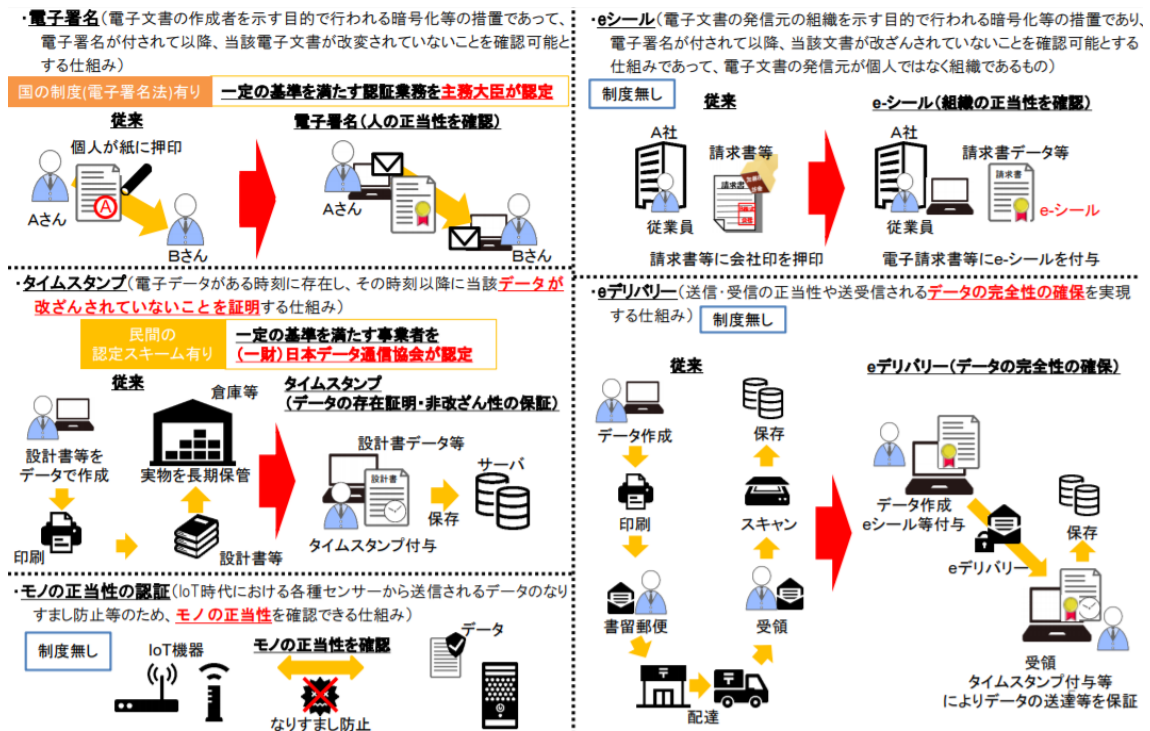 ・電子署名(電子文書の作成者を示す目的で行われる暗号化等の措置であって、
電子署名が付されて以降、当該電子文書が改変されていないことを確認可能と
する仕組み)
国の制度(電子署名法)有り
一定の基準を満たす認証業務を主務大臣が認定
従来
個人が紙に押印
A
Aさん
Bさん
電子署名(人の正当性を確認)
Aさん
Bさん
・タイムスタンプ(電子データがある時刻に存在し、その時刻以降に当該データが
改ざんされていないことを証明する仕組み)
民間の
認定スキーム有り
一定の基準を満たす事業者を
(一財)日本データ通信協会が認定
従来
設計書等を
データで作成
印刷
設計書等
実物を長期保管
倉庫等
タイムスタンプ
(データの存在証明・非改ざん性の保証)
設計書データ等
設計書
タイムスタンプ付与
保存
サーバ
・モノの正当性の認証(IoT時代における各種センサーから送信されるデータのなり
すまし防止等のため、モノの正当性を確認できる仕組み)
制度無し
IoT機器
モノの正当性を確認
なりすまし防止
データ
・eシール(電子文書の発信元の組織を示す目的で行われる暗号化等の措置であり、
電子署名が付されて以降、当該文書が改ざんされていないことを確認可能とする
仕組みであって、電子文書の発信元が個人ではなく組織であるもの)
制度無し
従来
A社
従業員
請求書等
請求書
請求書等に会社印を押印
e-シール(組織の正当性を確認)
A社
従業員
請求書データ等
請求書
e-シール
電子請求書等にe-シールを付与
・eデリバリー(送信・受信の正当性や送受信されるデータの完全性の確保を実現
する仕組み)
制度無し
従来
データ作成
印刷
書留郵便
〒
〒
配達
受領
スキャン
保存
eデリバリー(データの完全性の確保)
データ作成
eシール等付与
eデリバリー
保存
受領
タイムスタンプ付与等
によりデータの送達等を保証